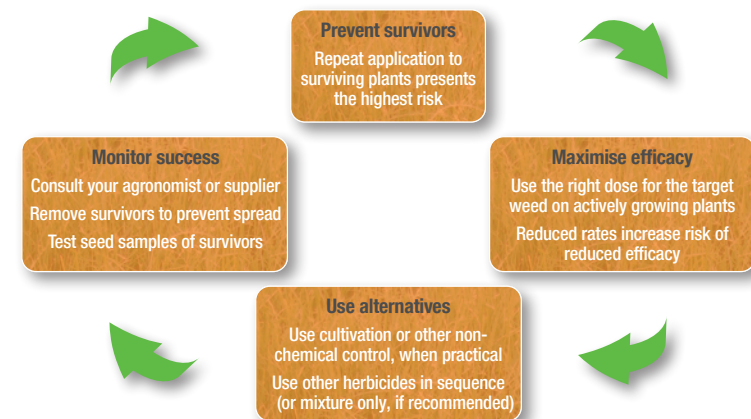 Prevent survivors
Repeat application to
surviving plants presents
the highest risk
Monitor success
Consult your agronomist or supplier
Remove survivors to prevent spread
Test seed samples of survivors
Maximise efficacy
Use the right dose for the target
weed on actively growing plants
Reduced rates increase risk of
reduced efficacy
Use alternatives
Use cultivation or other non-
chemical control, when practical
Use other herbicides in sequence
(or mixture only, if recommended)